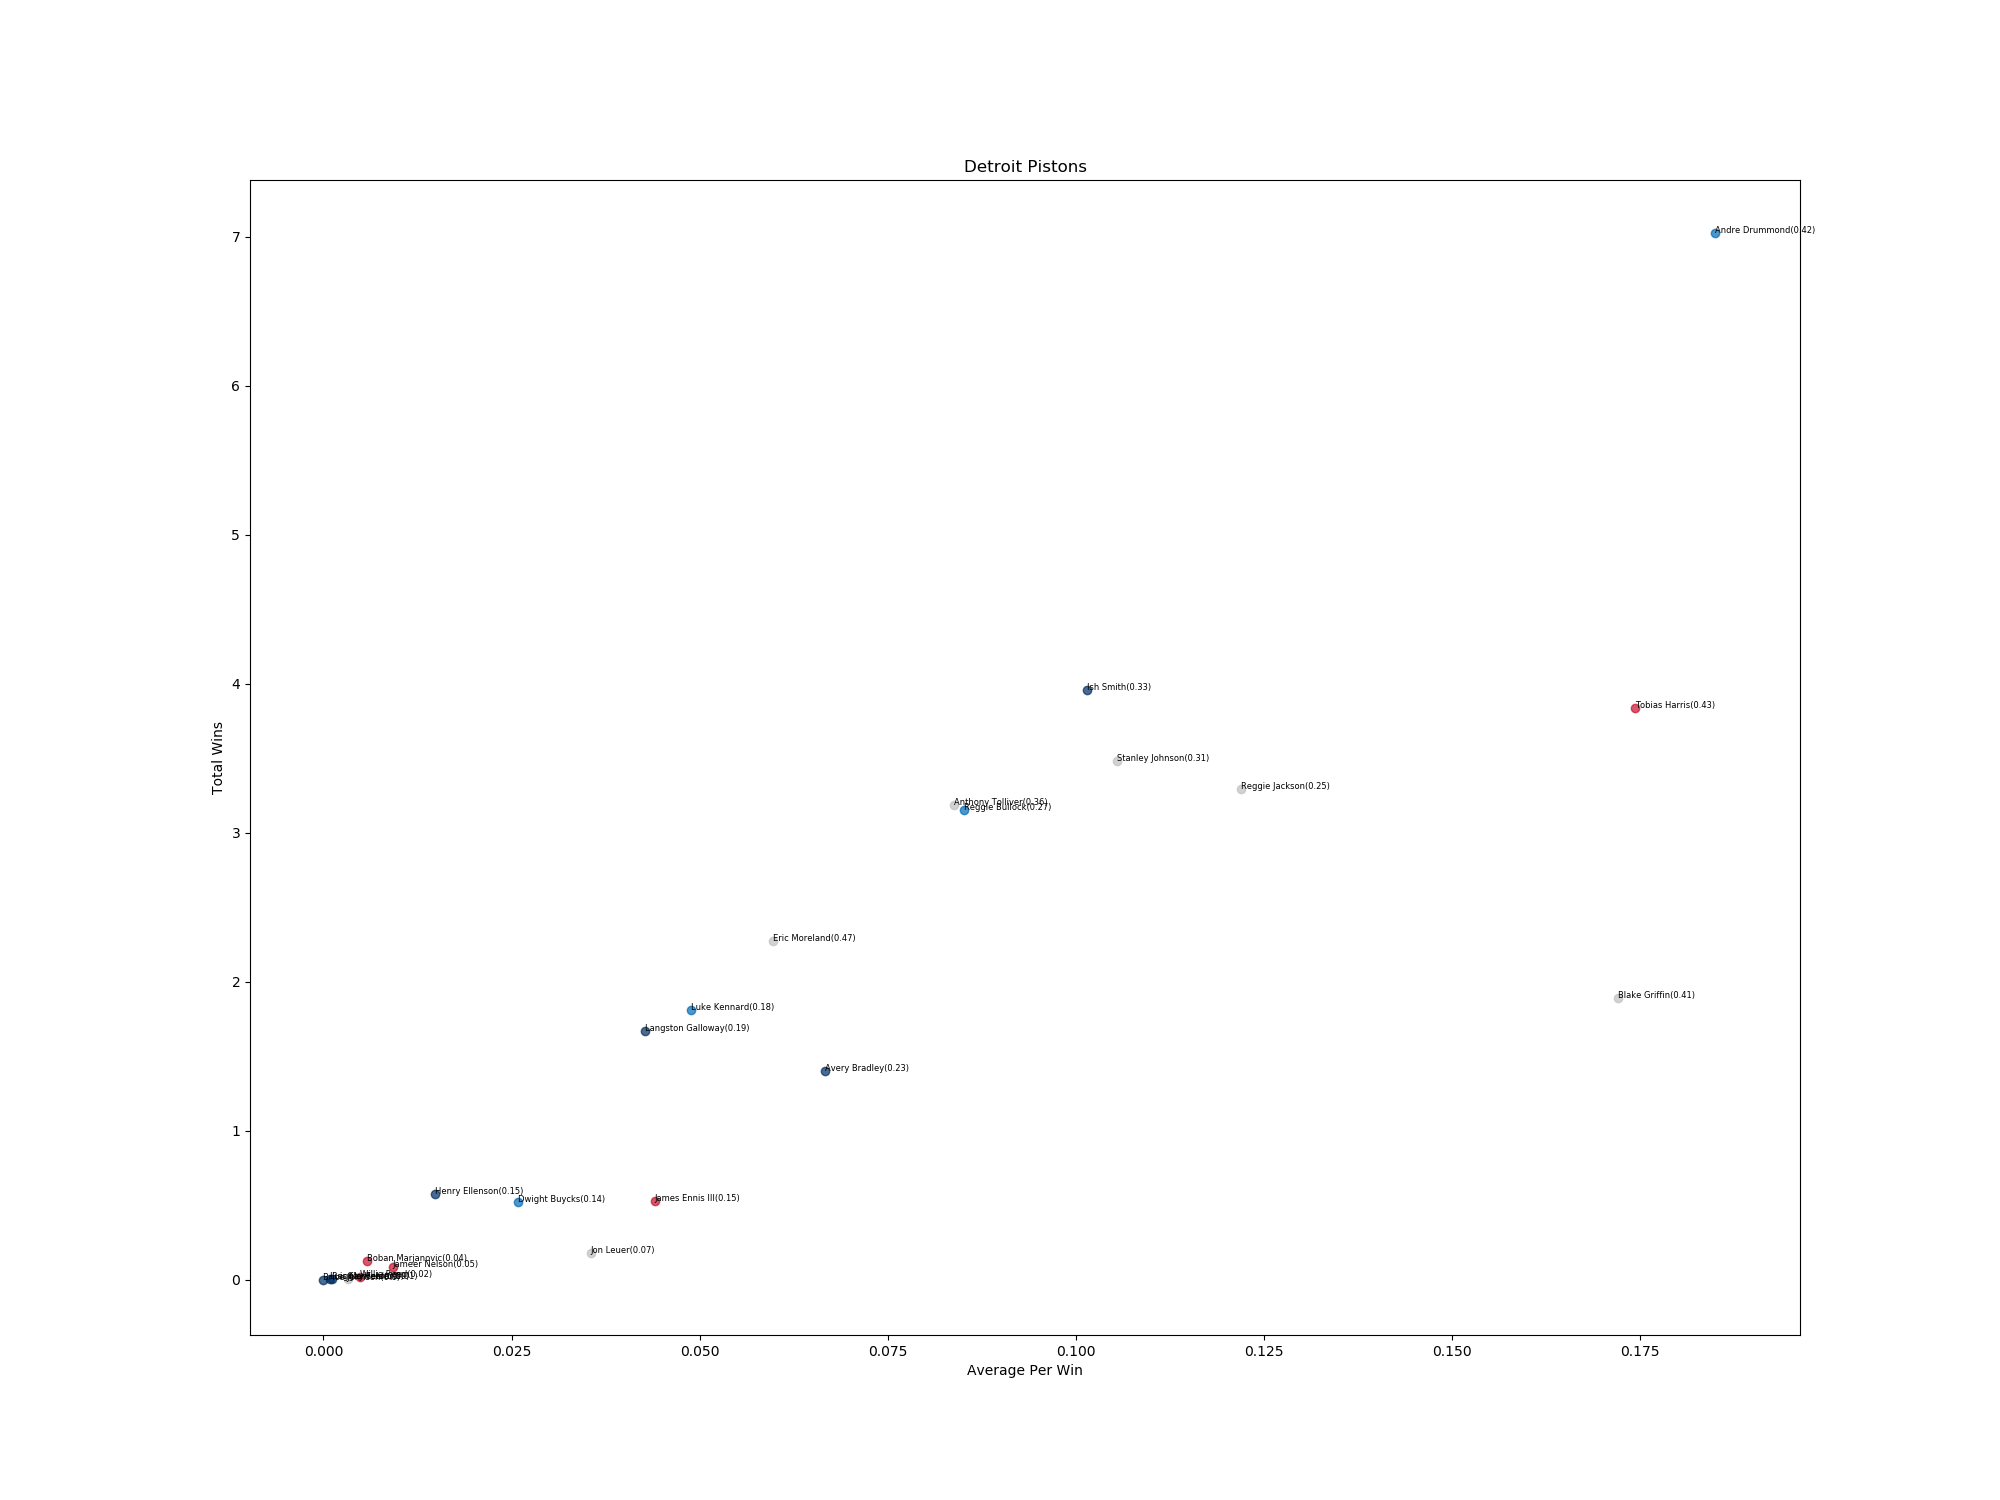 Detroit Pistons
7
Andre Drummond(0.42)
6
5
4
Ish Smith(0.33)
Tobias Harris(0.43)
Stanley Johnson(0.31)
Reggie Jackson(0.25)
Anthony Tolliver(0.36)
Reggie Bullock(0.27)
3
Eric Moreland(0.47)
2
Blake Griffin(0.41)
Luke Kennard(0.18)
Langston Galloway(0.19)
Avery Bradley(0.23)
1
Henry Ellenson(0.15)
Dwight Buycks(0.14)
James Ennis III(0.15)
Jon Leuer(0.07)
Boban Marjanovic(0.04)
Jameer Nelson(0.05)
0
Total Wins
0.000 0.025 0.050 0.075 0.100 0.125 0.150 0.175
Average Per Win